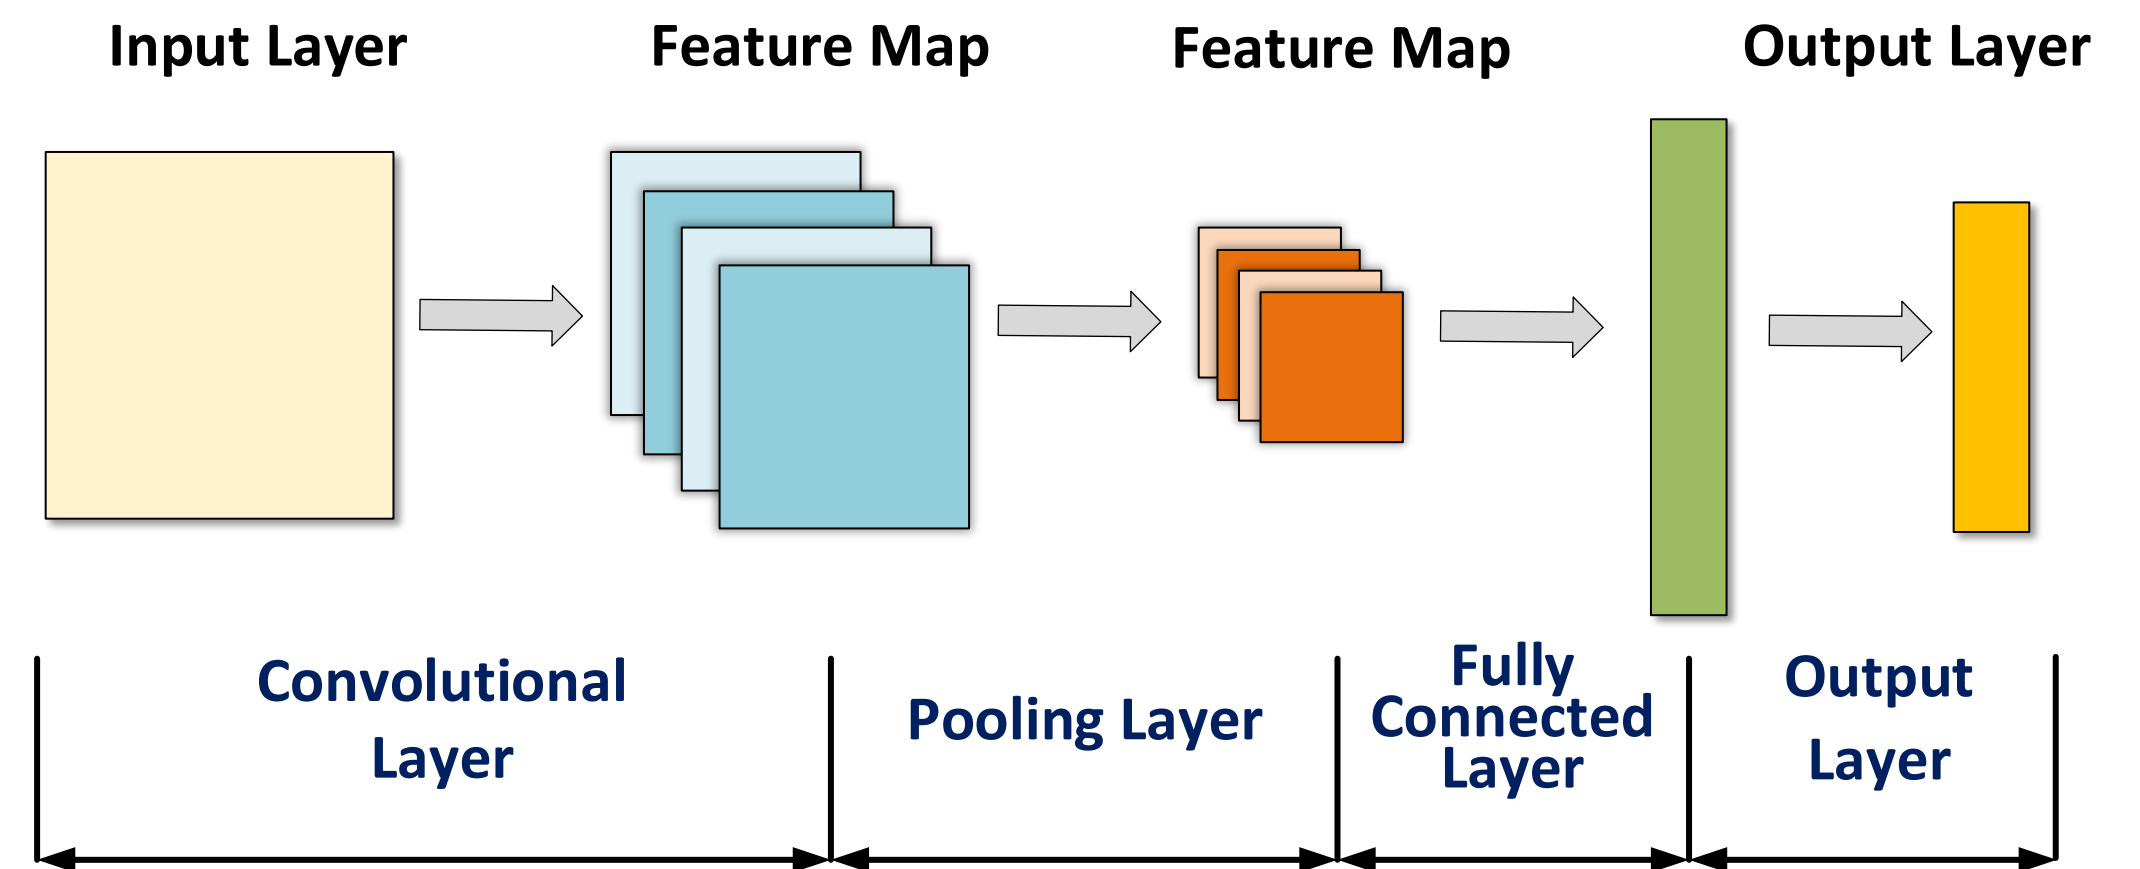 Input Layer
Feature Map
Feature Map
Output Layer
Convolutional
Layer
Pooling Layer
Fully
Connected
Layer
Output
Layer